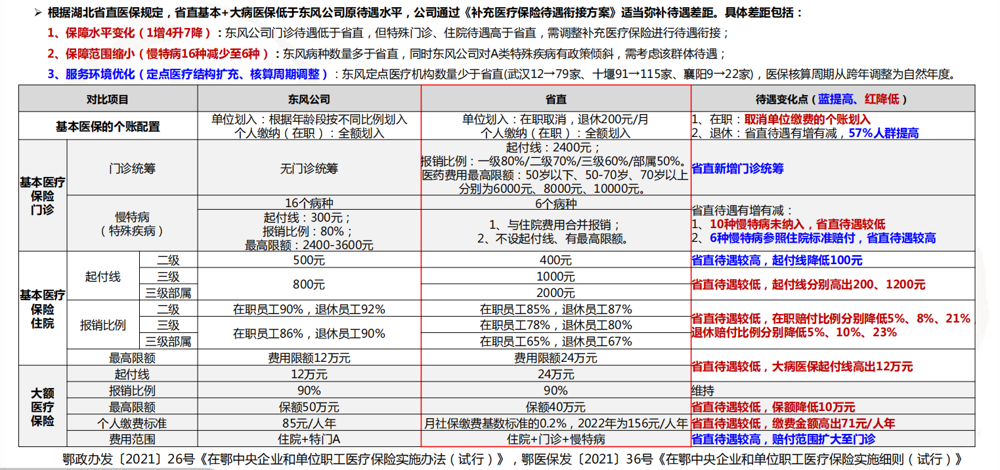 ➢ 根据湖北省直医保规定，省直基本+大病医保低于东风公司原待遇水平，公司通过《补充医疗保险待遇衔接方案》适当弥补待遇差距。具体差距包括：
1、保障水平变化（1增4升7降）：东风公司门诊待遇低于省直，但特殊门诊、住院待遇高于省直，需调整补充医疗保险进行待遇衔接；
2、保障范围缩小（慢特病16种减少至6种）：东风病种数量多于省直，同时东风公司对A类特殊疾病有政策倾斜，需考虑该群体待遇；
3、服务环境优化（定点医疗结构扩充、核算周期调整）：东风定点医疗机构数量少于省直(武汉12→79家、十堰91→115家、襄阳9→22家)，医保核算周期从跨年调整为自然年度。
对比项目
东风公司
省直
待遇变化点（蓝提高、红降低）
基本医保的个账配置
单位划入：根据年龄段按不同比例划入
个人缴纳（在职）：全额划入
单位划入：在职取消，退休200元/月
个人缴纳（在职）：全额划入
1、在职：取消单位缴费的个账划入
2、退休：省直待遇有增有减，57%人群提高
基本医疗
保险
门诊
门诊统筹
无门诊统筹
起付线：2400元；
报销比例：一级80%/二级70%/三级60%/部属50%。
医药费用最高限额：50岁以下、50-70岁、70岁以上
分别为6000元、8000元、10000元。
省直新增门诊统筹
慢特病
（特殊疾病）
16个病种
6个病种
起付线：300元；
报销比例：80%；
最高限额：2400-3600元
1、与住院费用合并报销；
2、不设起付线、有最高限额。
省直待遇有增有减：
1、10种慢特病未纳入，省直待遇较低
2、6种慢特病参照住院标准赔付，省直待遇较高
基本医疗
保险
住院
起付线
二级
500元
400元
省直待遇较高，起付线降低100元
三级
800元
1000元
省直待遇较低，起付线分别高出200、1200元
三级部属
2000元
报销比例
二级
在职员工90%，退休员工92%
在职员工85%，退休员工87%
省直待遇较低，在职赔付比例分别降低5%、8%、21%，
退休赔付比例分别降低5%、10%、23%
三级
在职员工86%，退休员工90%
在职员工78%，退休员工80%
三级部属
在职员工65%，退休员工67%
最高限额
费用限额12万元
费用限额24万元
省直待遇较低，大病医保起付线高出12万元
大额
医疗
保险
起付线
12万元
24万元
报销比例
90%
90%
维持
最高限额
保额50万元
保额40万元
省直待遇较低，保额降低10万元
个人缴费标准
85元/人年
月社保缴费基数标准的0.2%，2022年为156元/人年
省直待遇较低，缴费金额高出71元/人年
费用范围
住院+特门A
住院+门诊+慢特病
省直待遇较高，赔付范围扩大至门诊
鄂政办发〔2021〕26号《在鄂中央企业和单位职工医疗保险实施办法（试行）》，鄂医保发〔2021〕36号《在鄂中央企业和单位职工医疗保险实施细则（试行）》